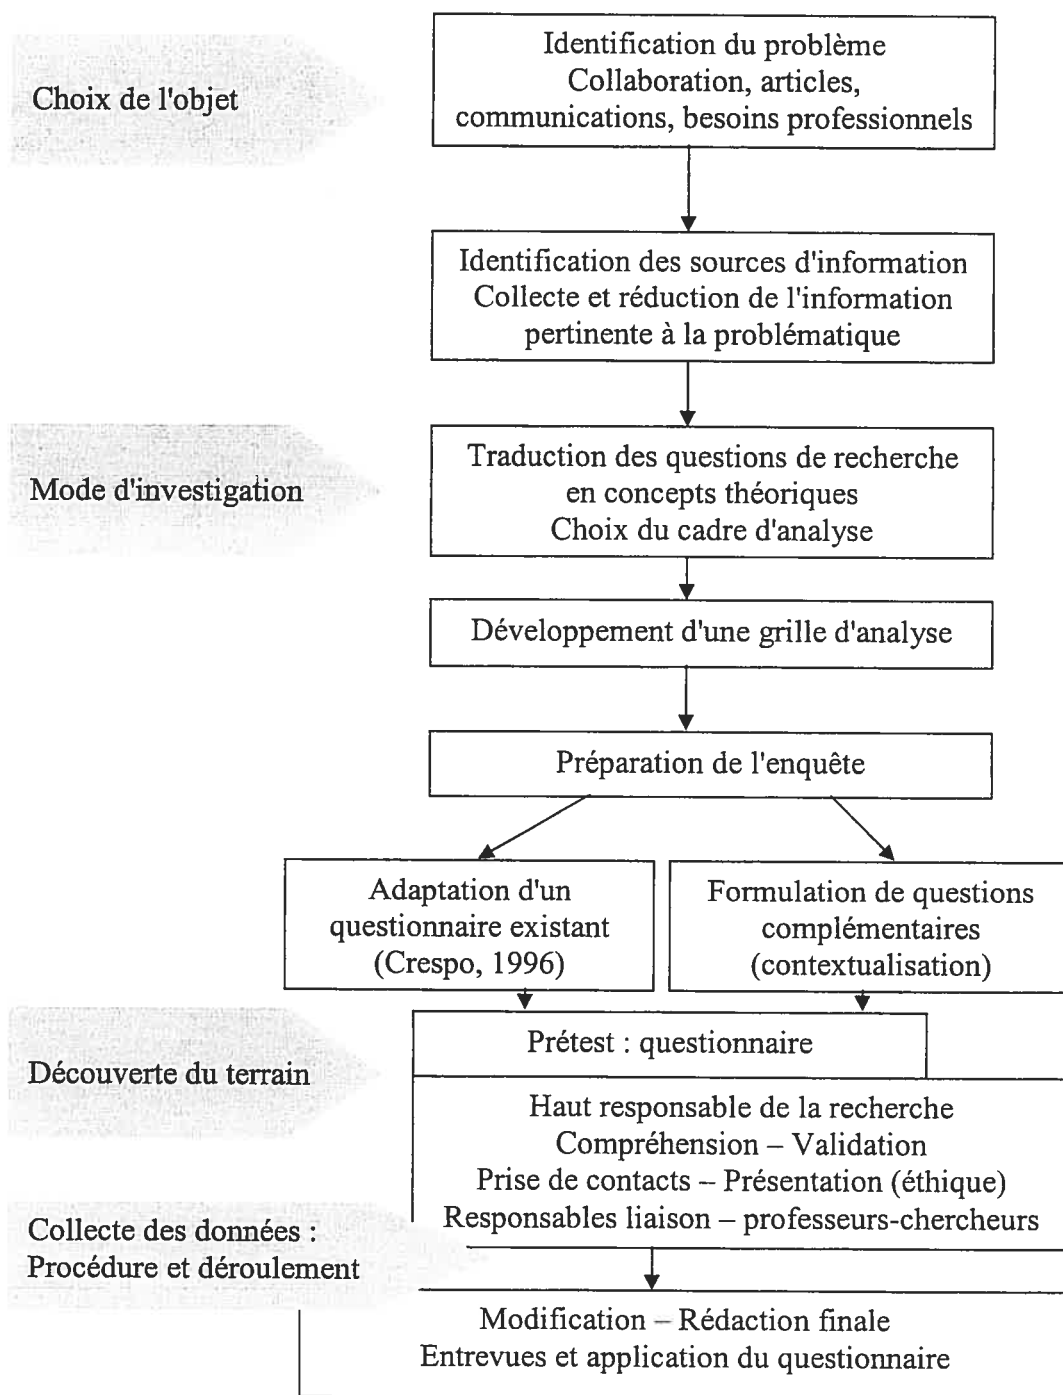 Choix de l'objet
Identification du problème
Collaboration, articles,
communications, besoins professionnels
Identification des sources d'information
Collecte et réduction de l'information
pertinente à la problématique
Mode d'investigation
Traduction des questions de recherche
en concepts théoriques
Choix du cadre d'analyse
Développement d'une grille d'analyse
Préparation de l'enquête
Adaptation d'un
questionnaire existant
(Crespo, 1996)
Formulation de questions
complémentaires
(contextualisation)
Découverte du terrain
Prétest : questionnaire
Haut responsable de la recherche
Compréhension – Validation
Prise de contacts – Présentation (éthique)
Responsables liaison – professeurs-chercheurs
Collecte des données :
Procédure et déroulement
Modification – Rédaction finale
Entrevues et application du questionnaire